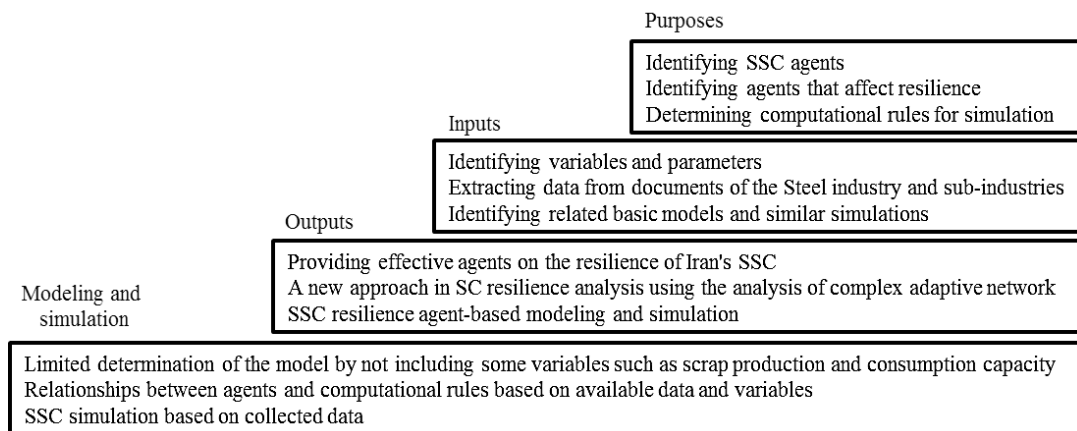 Purposes
Identifying SSC agents
Identifying agents that affect resilience
Determining computational rules for simulation
Inputs
Identifying variables and parameters
Extracting data from documents of the Steel industry and sub-industries
Identifying related basic models and similar simulations
Outputs
Providing effective agents on the resilience of Iran's SSC
A new approach in SC resilience analysis using the analysis of complex adaptive network
SSC resilience agent-based modeling and simulation
Modeling and
simulation
Limited determination of the model by not including some variables such as scrap production and consumption capacity
Relationships between agents and computational rules based on available data and variables
SSC simulation based on collected data